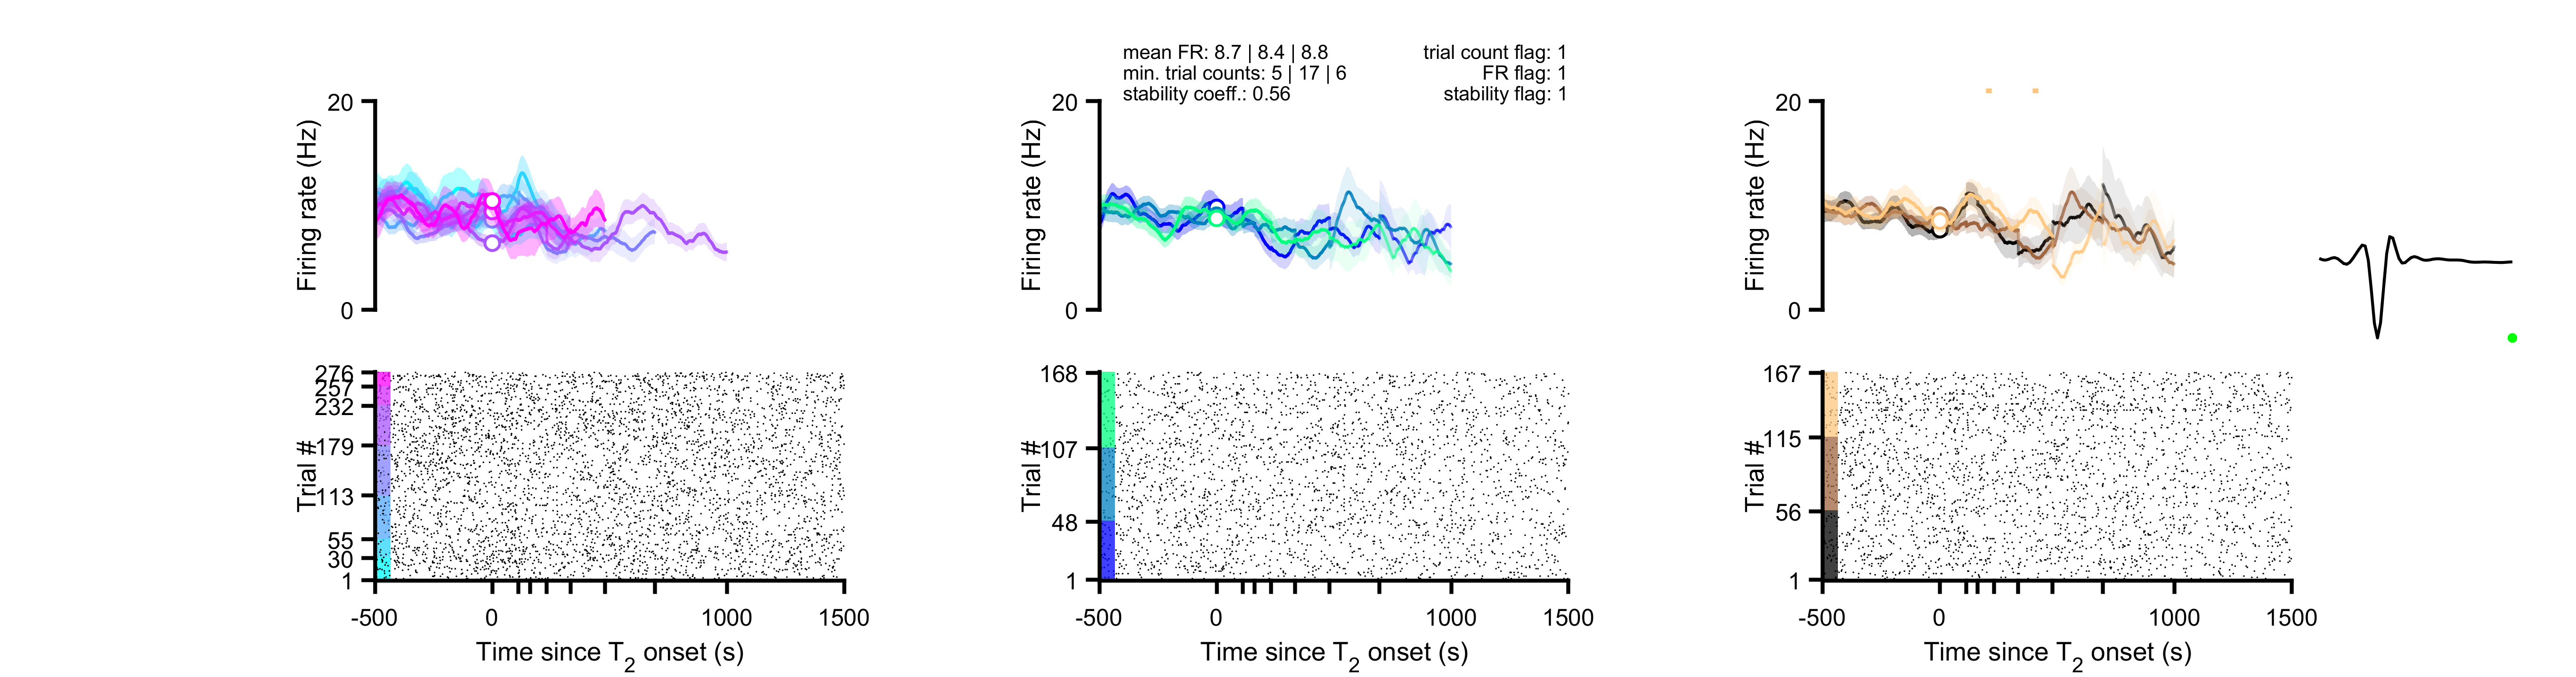 mean FR: 8.7 | 8.4 | 8.8
min. trial counts: 5 | 17 | 6
stability coeff.: 0.56
trial count flag: 1
FR flag: 1
stability flag: 1
Firing rate (Hz)
20
0
Firing rate (Hz)
20
0
Firing rate (Hz)
20
0
Trial #
276
257
232
179
113
55
30
1
-500
0
1000
1500
Time since T2 onset (s)
Trial #
168
107
48
1
-500
0
1000
1500
Time since T2 onset (s)
Trial #
167
115
56
1
-500
0
1000
1500
Time since T2 onset (s)